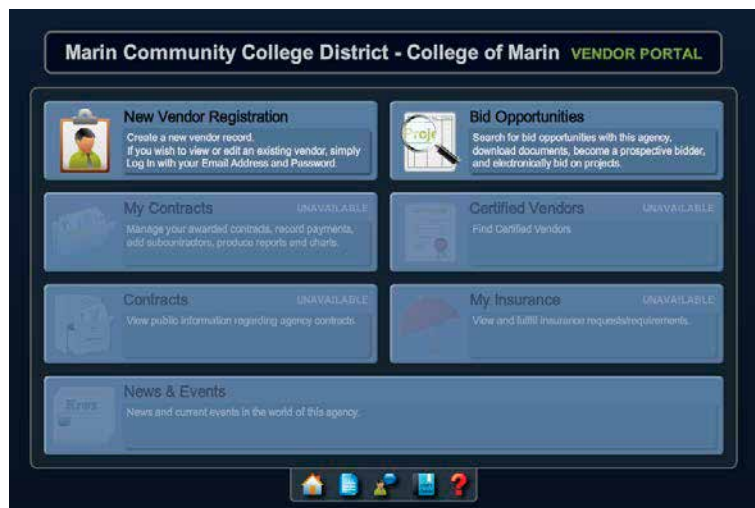 Marin Community College District - College of Marin VENDOR PORTAL
New Vendor Registration
Create a new vendor record.
If you wish to view or edit an existing vendor, simply
Log In with your Email Address and Password.
Bid Opportunities
Proje
Search for bid opportunities with this agency,
download documents, become a prospective bidder,
and electronically bid on projects.
My Contracts UNAVAILABLE
Manage your awarded contracts, record payments,
add subcontractors, produce reports and charts.
Certified Vendors UNAVAILABLE
Find Certified Vendors
Contracts UNAVAILABLE
View public information regarding agency contracts.
My Insurance UNAVAILABLE
View and fulfill insurance requests/requirements.
News & Events
News
News and current events in the world of this agency.
?